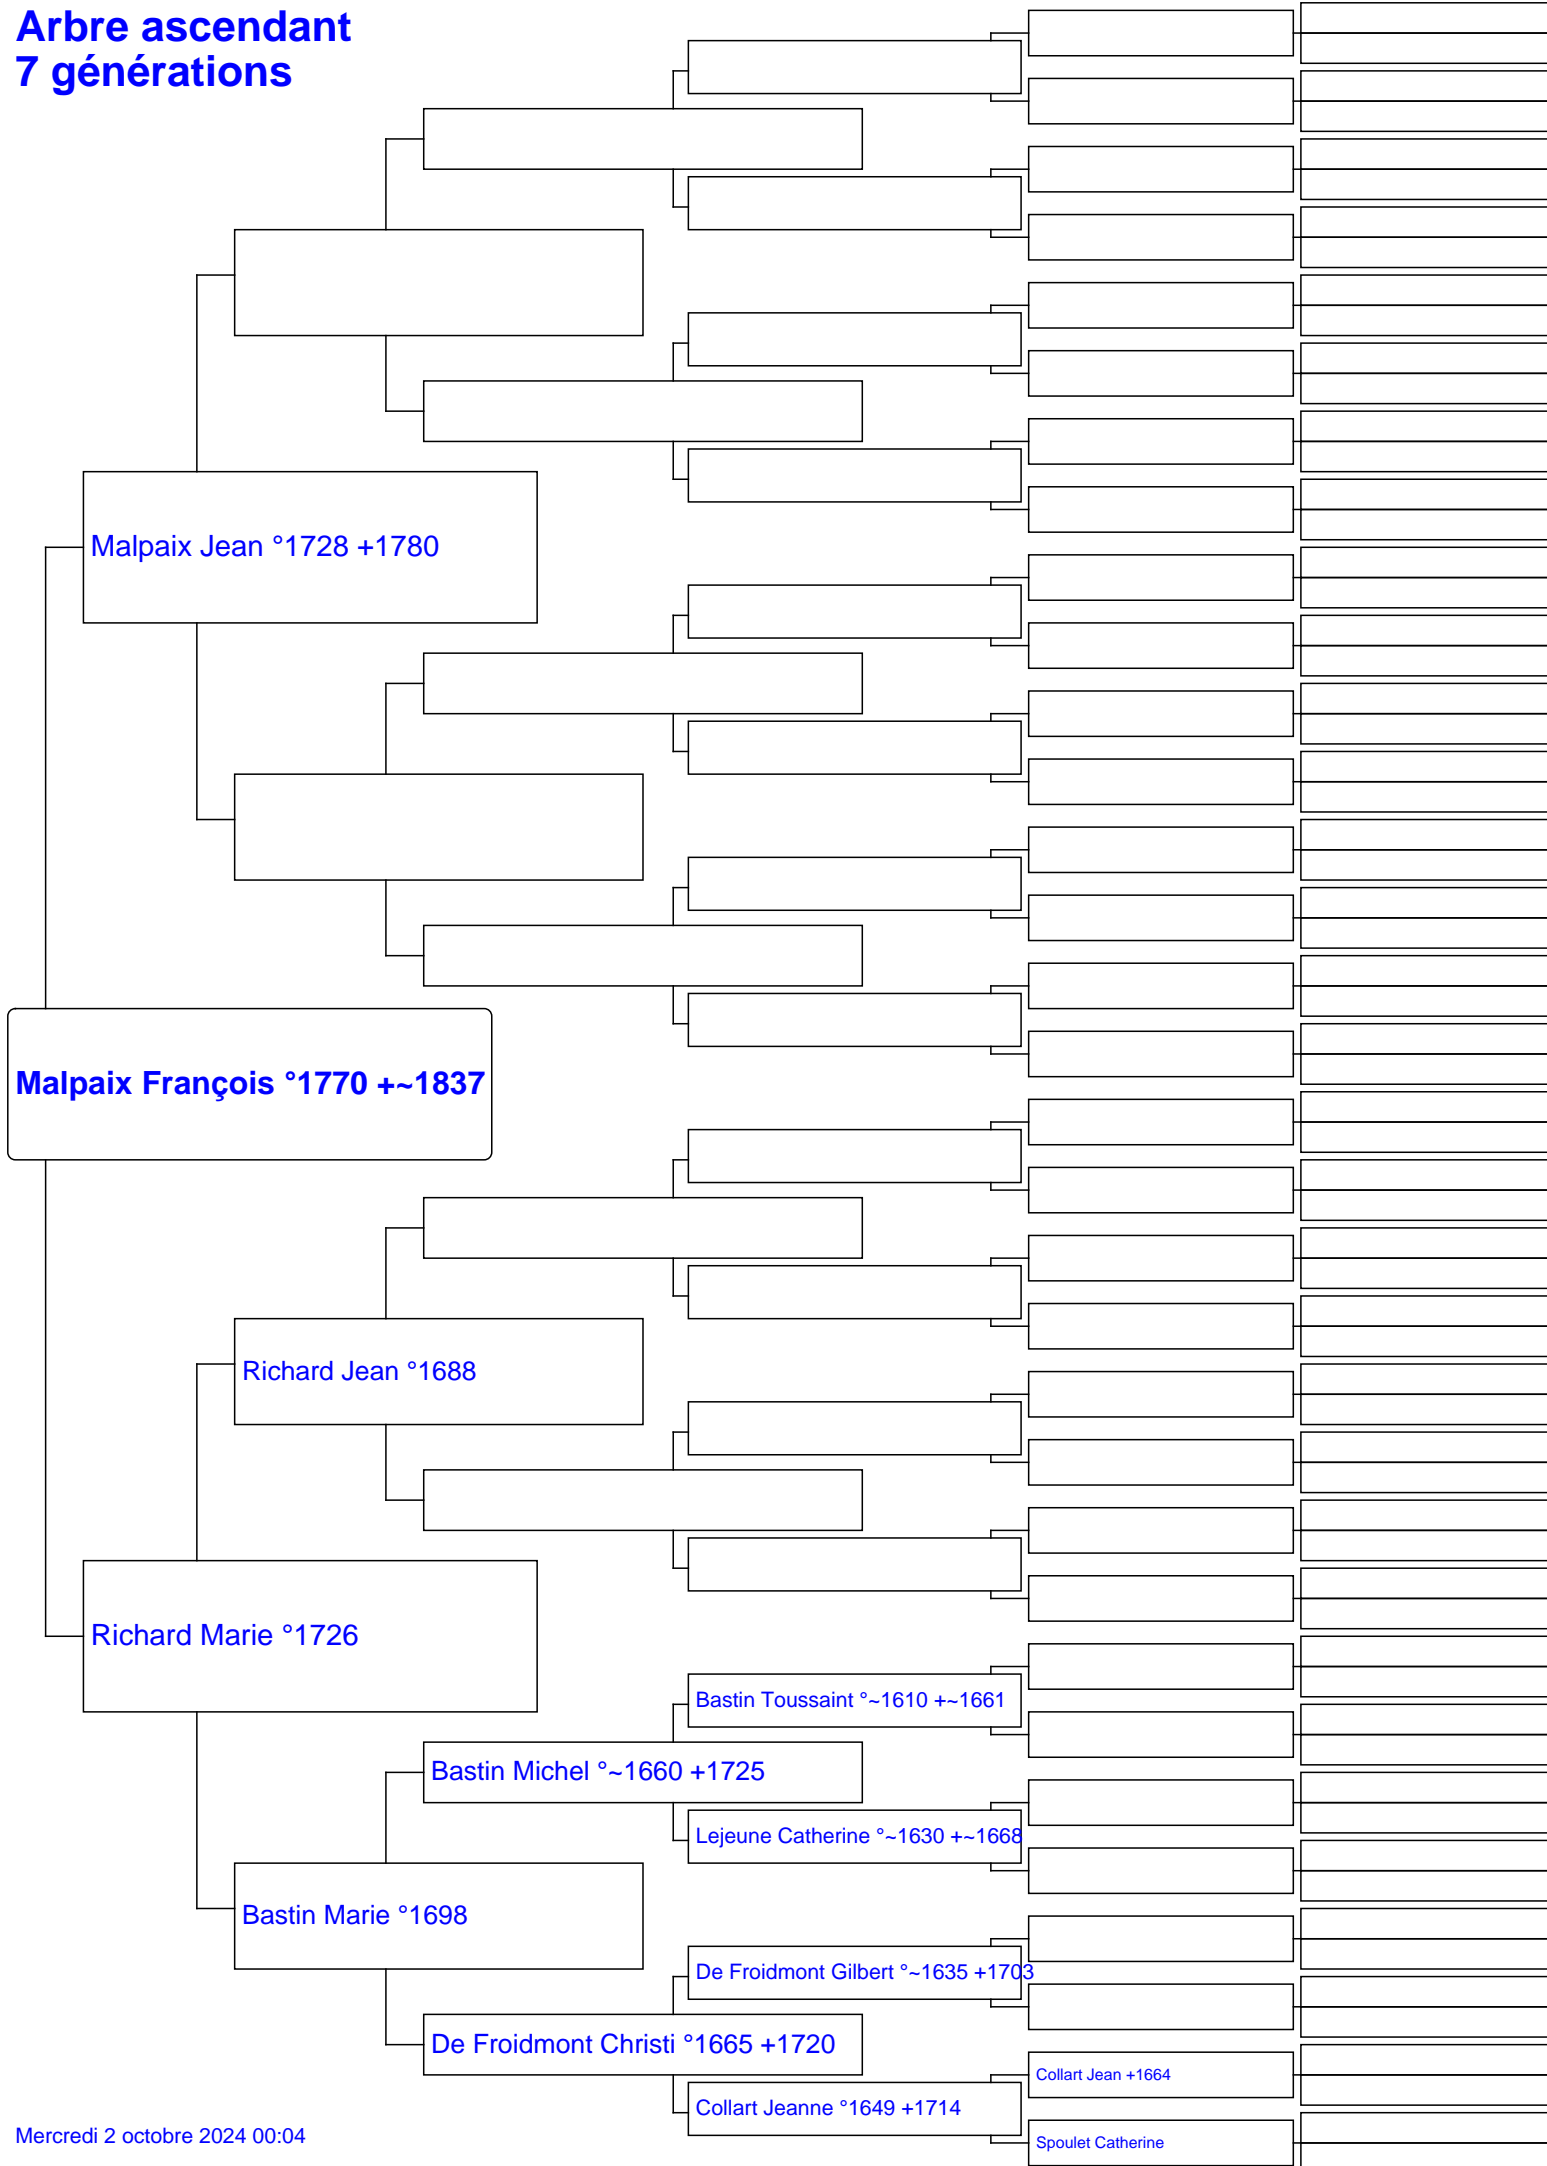 Arbre ascendant
7 générations
Malpaix Jean °1728 +1780
Malpaix François °1770 +~1837
Richard Jean °1688
Richard Marie °1726
Bastin Toussaint °~1610 +~1661
Bastin Michel °~1660 +1725
Lejeune Catherine °~1630 +~1668
Bastin Marie °1698
De Froidmont Gilbert °~1635 +1703
De Froidmont Christi °1665 +1720
Collart Jean +1664
Collart Jeanne °1649 +1714
Spoulet Catherine
Mercredi 2 octobre 2024 00:04